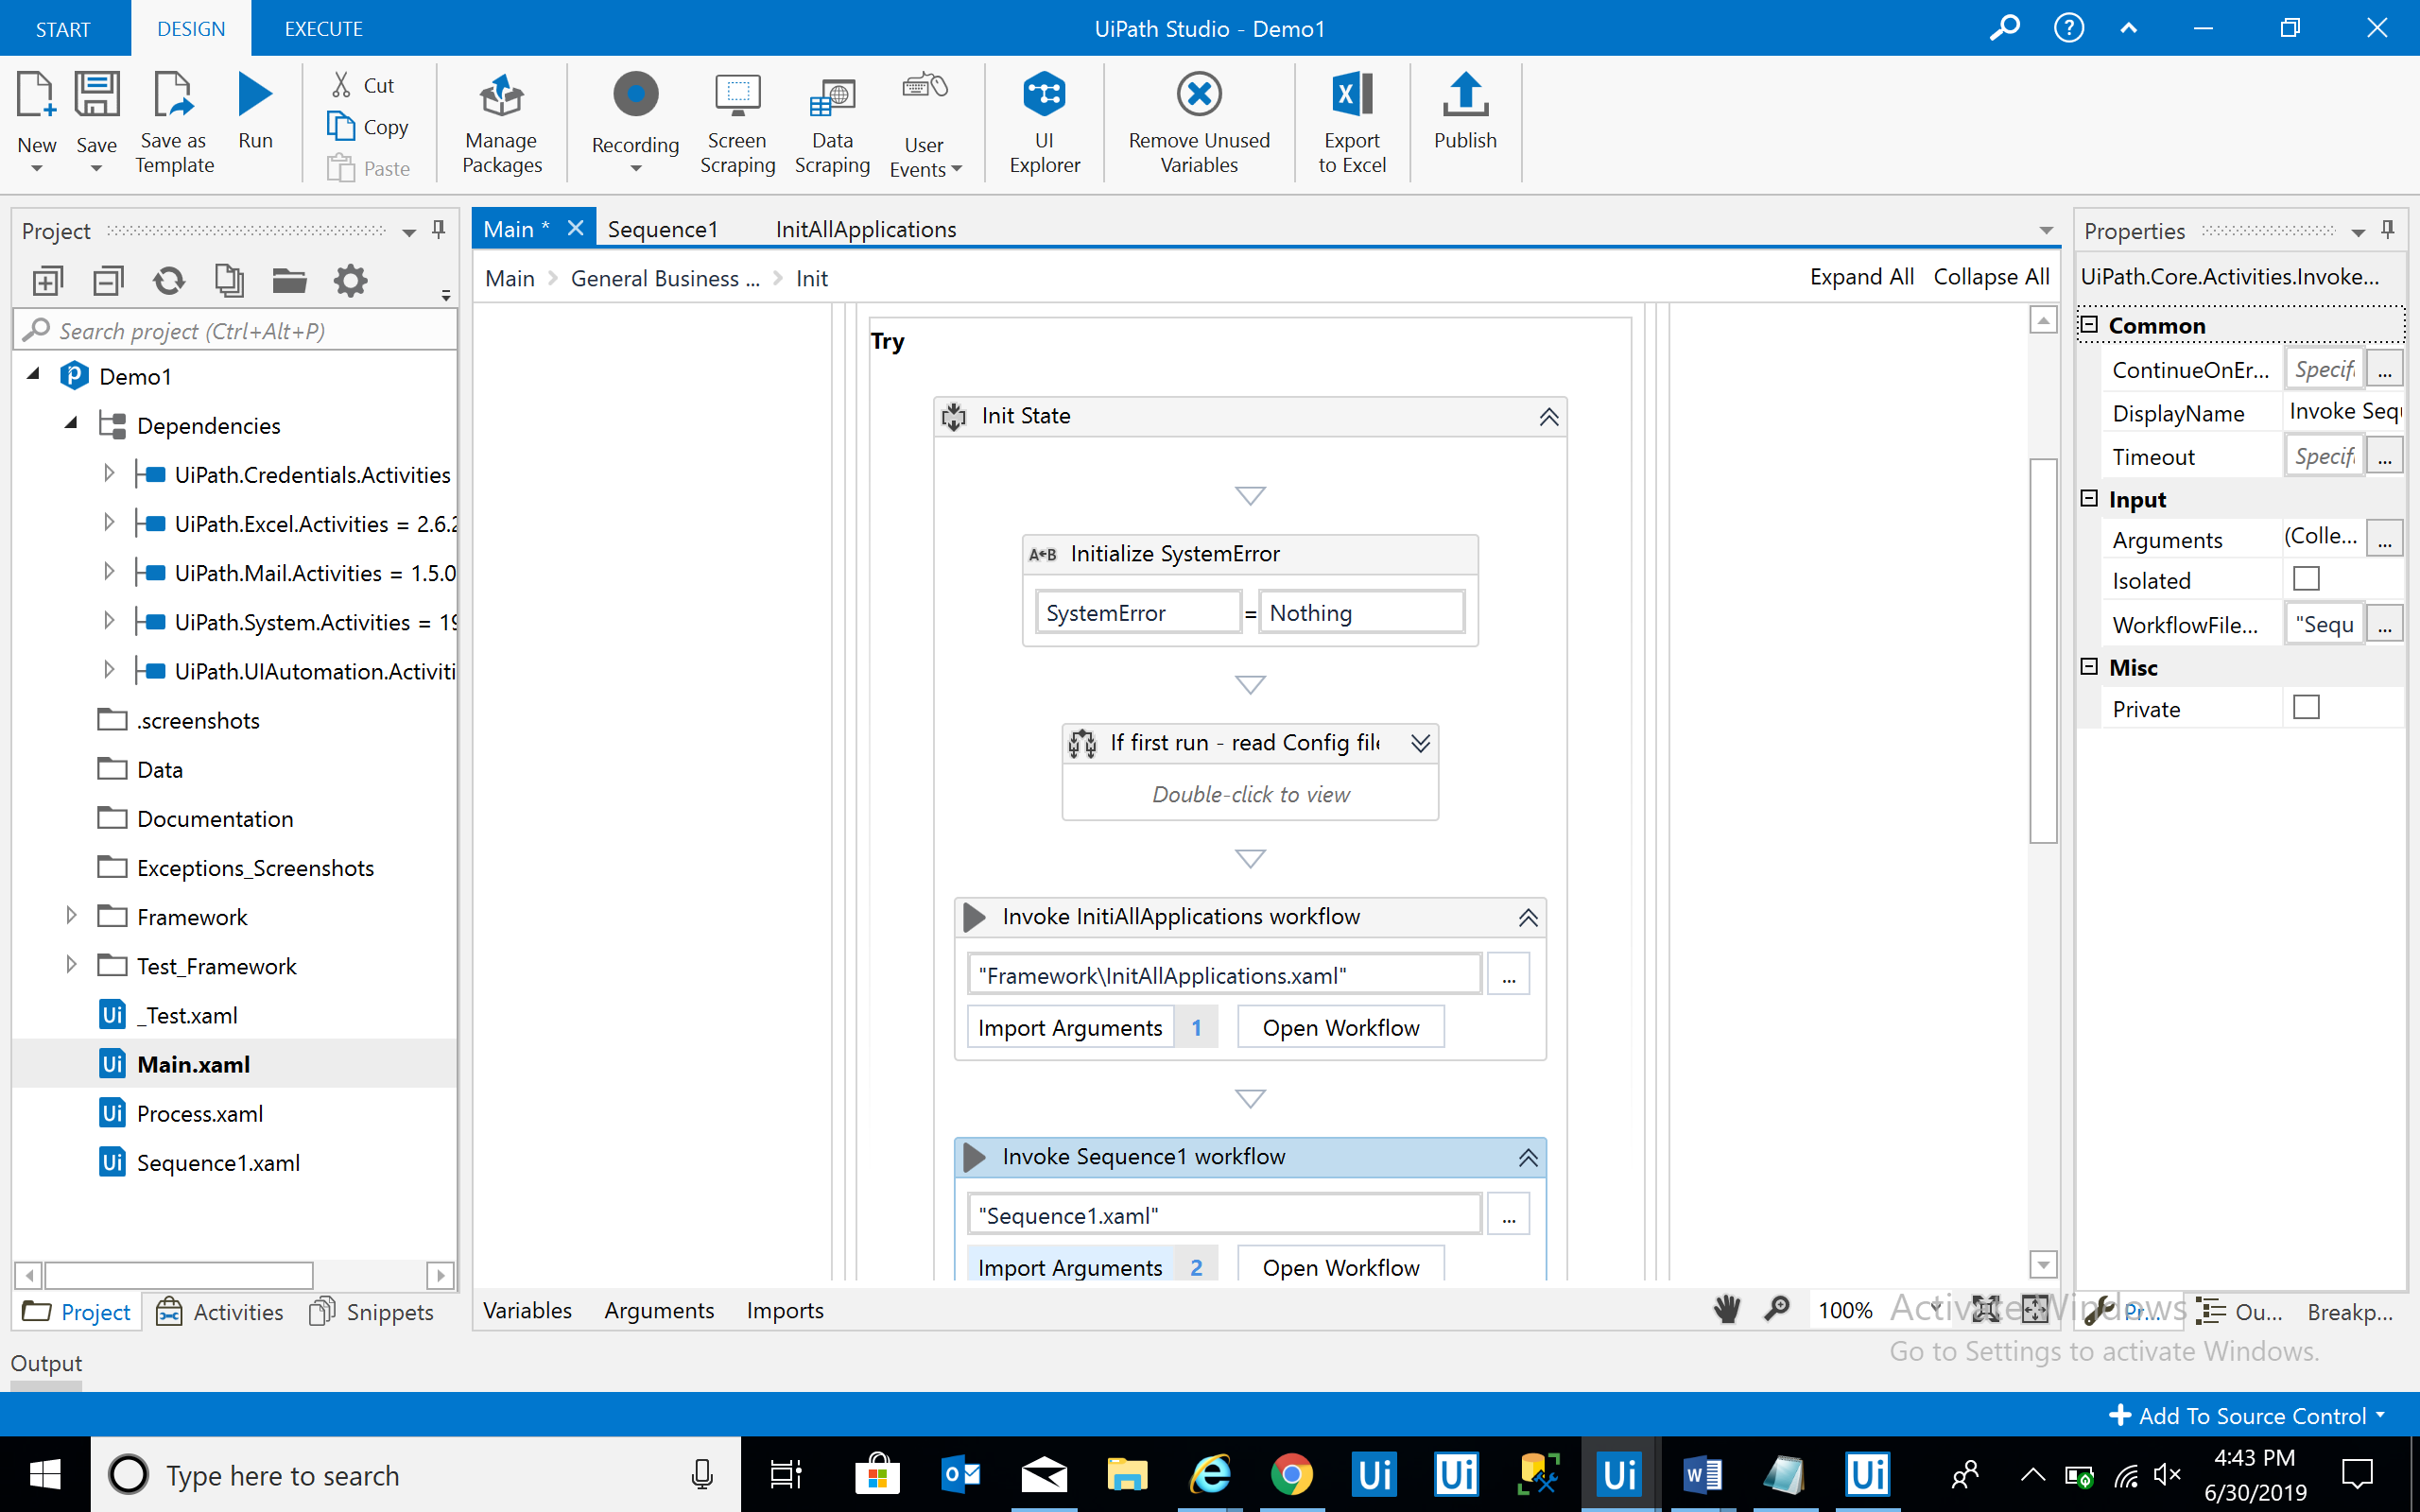 START
DESIGN
EXECUTE
UiPath Studio - Demo1
New
Save
Save as
Template
Run
Cut
Copy
Paste
Manage
Packages
Recording
Screen
Scraping
Data
Scraping
User
Events
UI
Explorer
Remove Unused
Variables
Export
to Excel
Publish
Project
Search project (Ctrl+Alt+P)
Demo1
Dependencies
UiPath.Credentials.Activities
UiPath.Excel.Activities = 2.6.2
UiPath.Mail.Activities = 1.5.0
UiPath.System.Activities = 19
UiPath.UIAutomation.Activiti
.screenshots
Data
Documentation
Exceptions_Screenshots
Framework
Test_Framework
_Test.xaml
Main.xaml
Process.xaml
Sequence1.xaml
Project
Activities
Snippets
Output
Main *
Sequence1
InitAllApplications
Main > General Business ... > Init
Expand All
Collapse All
Try
Init State
A B Initialize SystemError
SystemError = Nothing
If first run - read Config file
Double-click to view
Invoke InitiAllApplications workflow
"Framework\InitAllApplications.xaml"
...
Import Arguments 1
Open Workflow
Invoke Sequence1 workflow
"Sequence1.xaml"
...
Import Arguments 2
Open Workflow
Variables
Arguments
Imports
100%
Properties
UiPath.Core.Activities.Invoke...
Common
ContinueOnEr... Specifi ...
DisplayName Invoke Sequ
Timeout Specifi ...
Input
Arguments (Colle... ...
Isolated
WorkflowFile... "Sequ ...
Misc
Private
Pr...
Ou...
Breakp...
Activate Windows
Go to Settings to activate Windows.
Add To Source Control
Type here to search
4:43 PM
6/30/2019